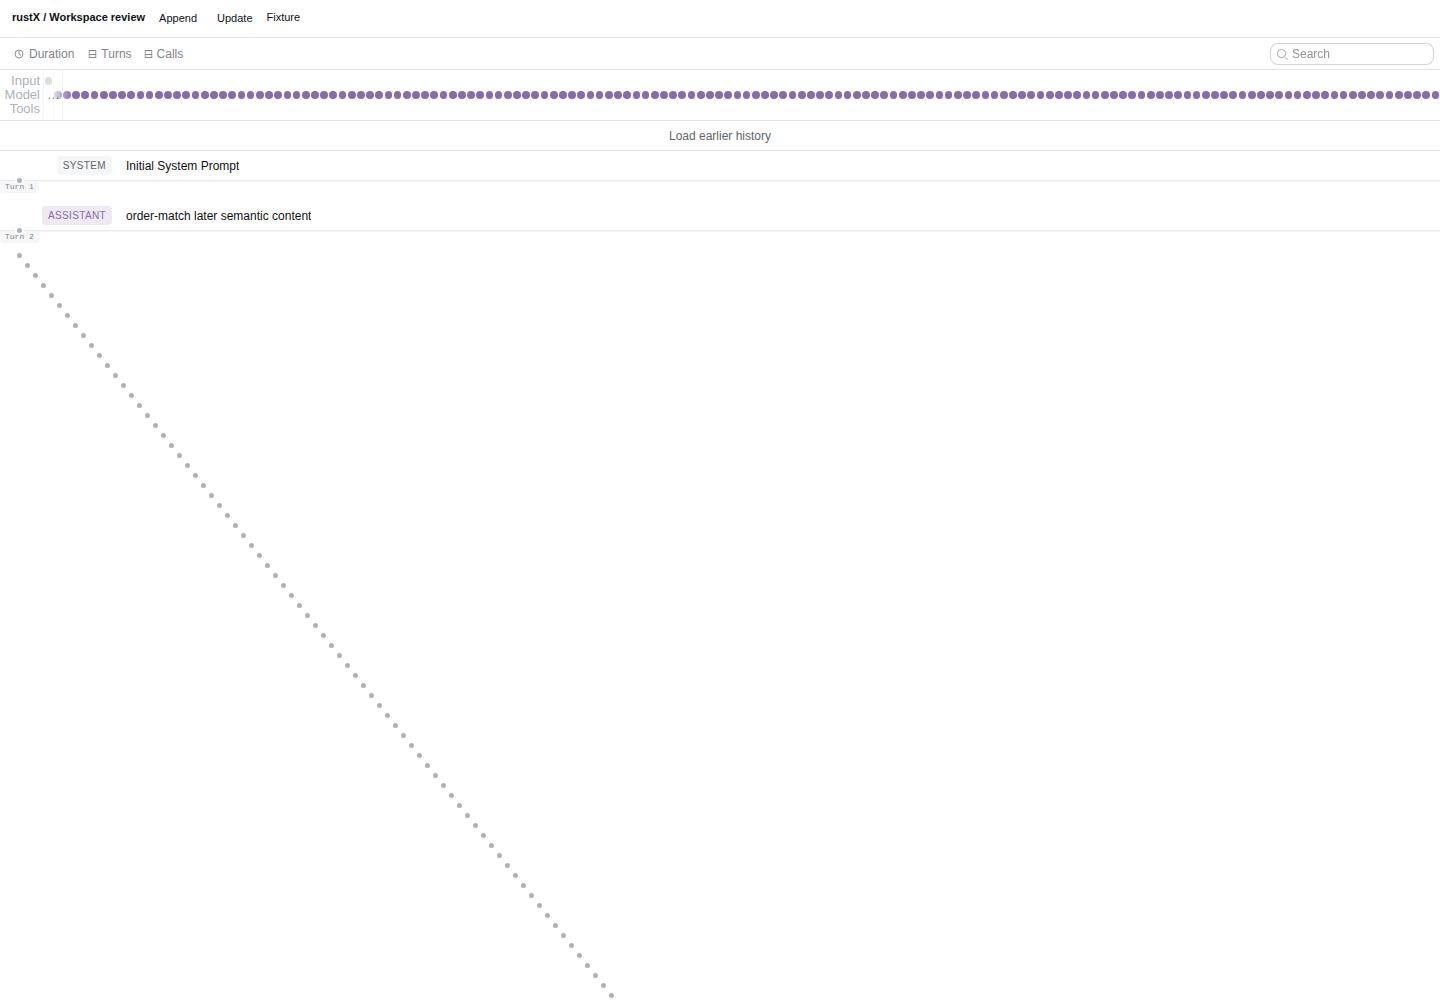 rustX / Workspace review Append Update Fixture
Duration Turns Calls Search
Input
Model ...
Tools
Load earlier history
SYSTEM Initial System Prompt
Turn 1
ASSISTANT order-match later semantic content
Turn 2